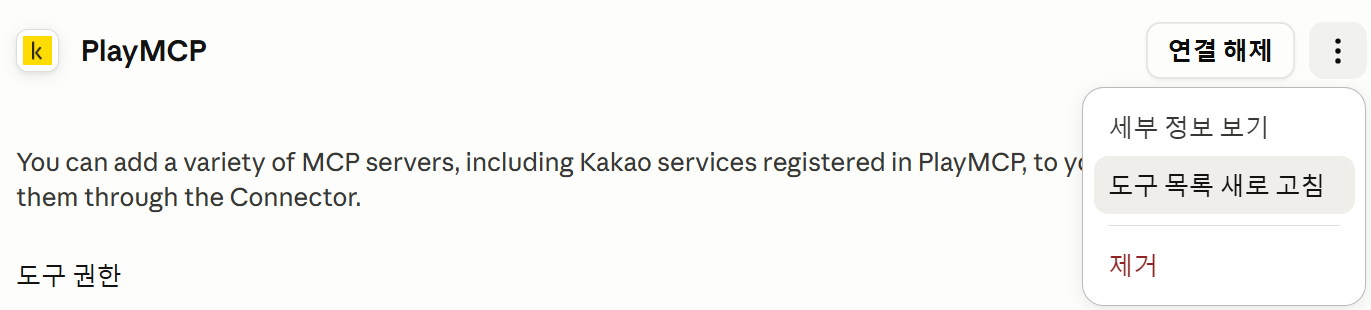 k
PlayMCP
연결 해제
세부 정보 보기
You can add a variety of MCP servers, including Kakao services registered in PlayMCP, to
도구 목록 새로 고침
them through the Connector.
제거
도구 권한